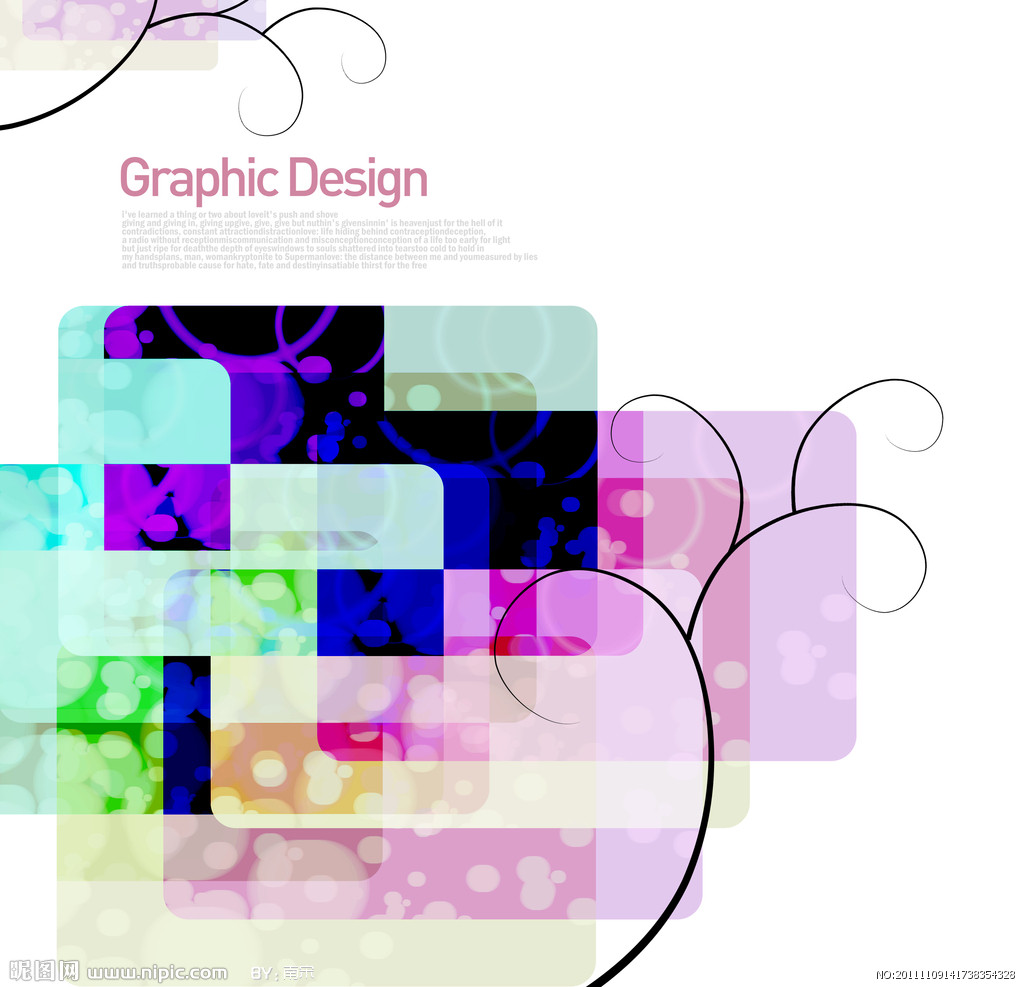 Graphic Design
I've learned a thing or two about loveit's push and shove
giving and giving in, giving upgive, give, give but nuthin's givensinnin' is heavenjust for the hell of it
contradictions, constant attractiondistractionlove: life hiding behind contraceptiondeception,
a radio without receptionmiscommunication and misconceptionconception of a life too early for light
but just ripe for deaththe depth of eyeswindows to souls shattered into tearstoo cold to hold in
my handsplans, man, womankryptonite to Supermanlove: the distance between me and youmeasured by lies
and truthsprobable cause for hate, fate and destinyinsatiable thirst for the free
昵图网 www.nipic.com BY:
NO:20111109141738354328